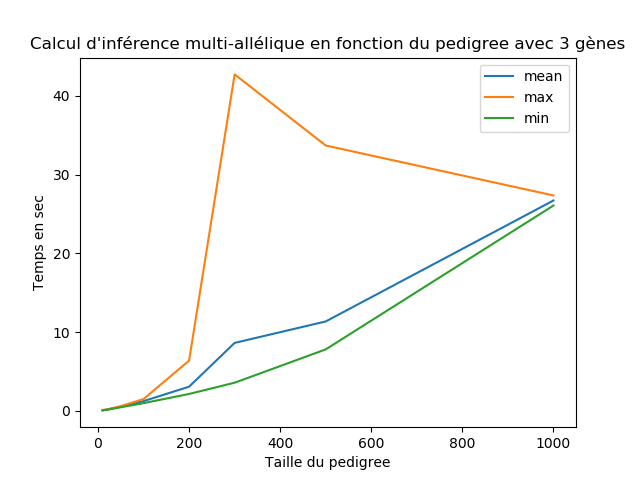 Calcul d'inférence multi-allélique en fonction du pedigree avec 3 gènes
mean
max
min
40
30
20
10
0
Temps en sec
0 200 400 600 800 1000
Taille du pedigree